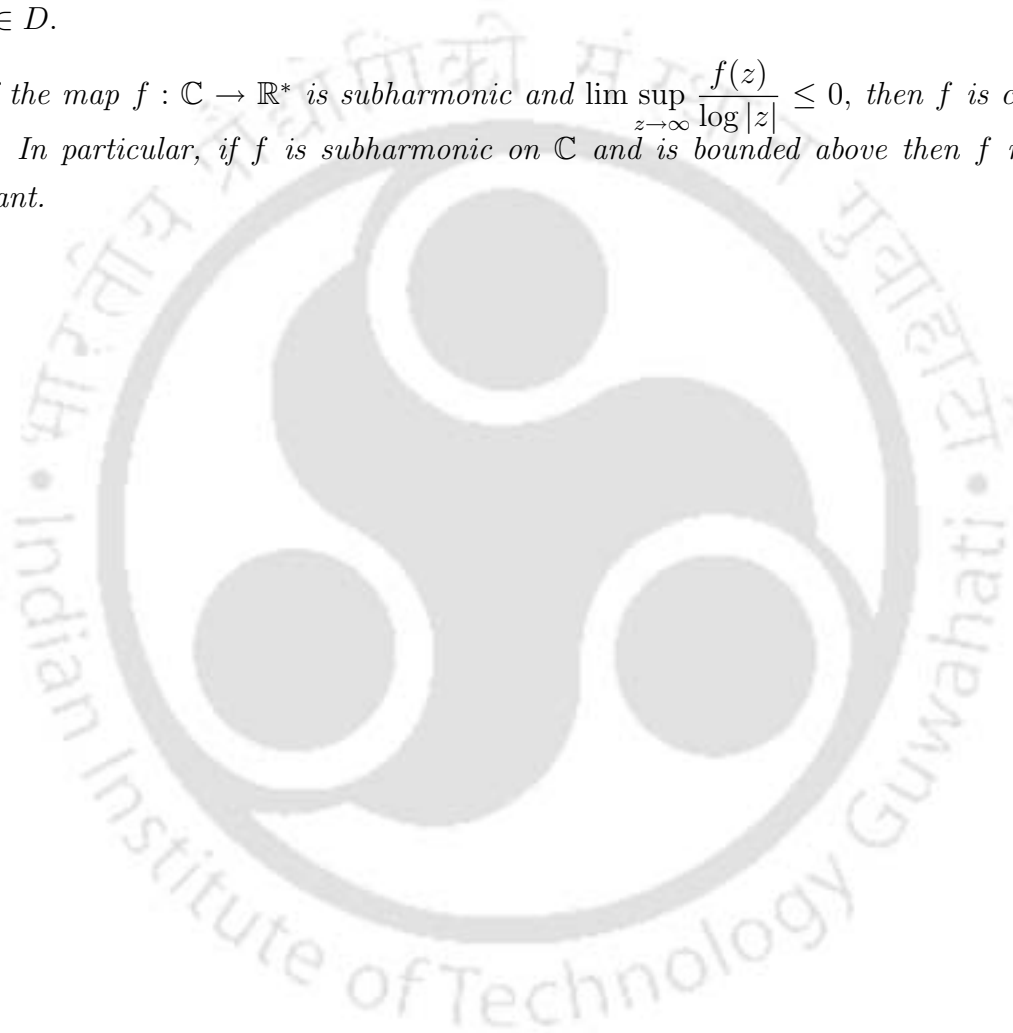 ∈ D.
the map f : ℂ → ℝ* is subharmonic and lim sup_{z→∞} f(z)/log |z| ≤ 0, then f is
In particular, if f is subharmonic on ℂ and is bounded above then f
भारतीय प्रौद्योगिकी संस्थान गुवाहाटी
• Indian Institute of Technology Guwahati •